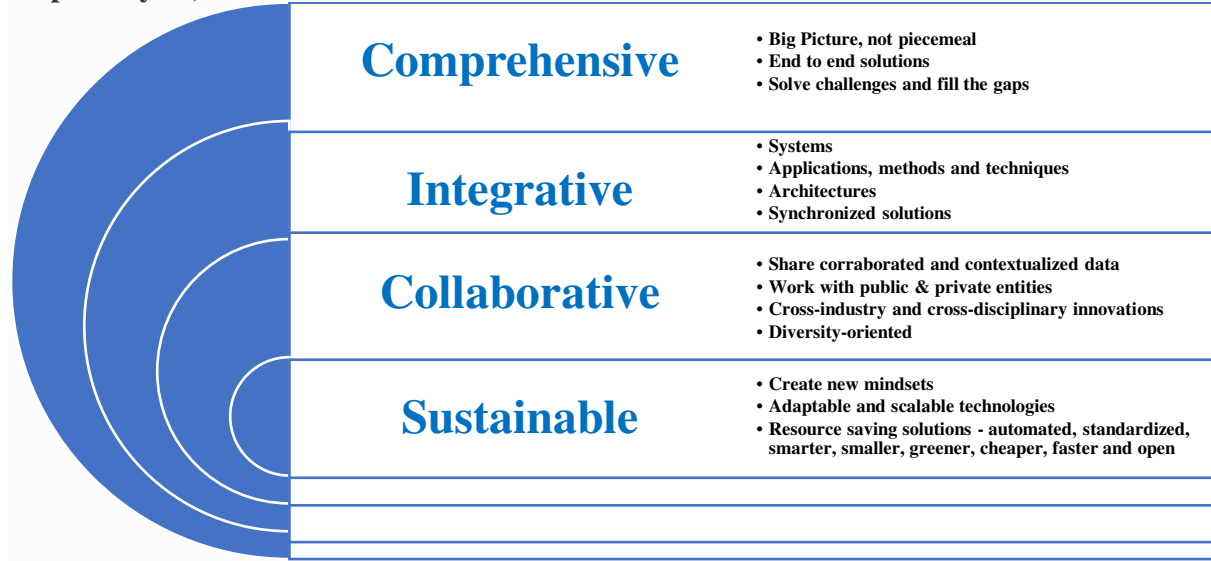 Comprehensive
• Big Picture, not piecemeal
• End to end solutions
• Solve challenges and fill the gaps
Integrative
• Systems
• Applications, methods and techniques
• Architectures
• Synchronized solutions
Collaborative
• Share corraborated and contextualized data
• Work with public & private entities
• Cross-industry and cross-disciplinary innovations
• Diversity-oriented
Sustainable
• Create new mindsets
• Adaptable and scalable technologies
• Resource saving solutions - automated, standardized,
smarter, smaller, greener, cheaper, faster and open